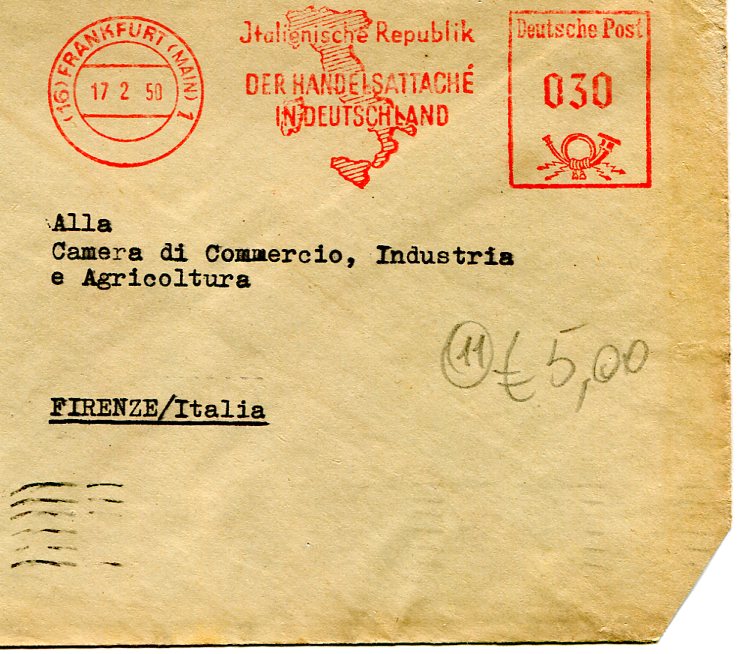 (16) FRANKFURT (MAIN) 1
17 2 50
Jtalienische Republik
DER HANDELSATTACHÉ
IN DEUTSCHLAND
Deutsche Post
030
Alla
Camera di Commercio, Industria
e Agricoltura
11 € 5,00
FIRENZE/Italia